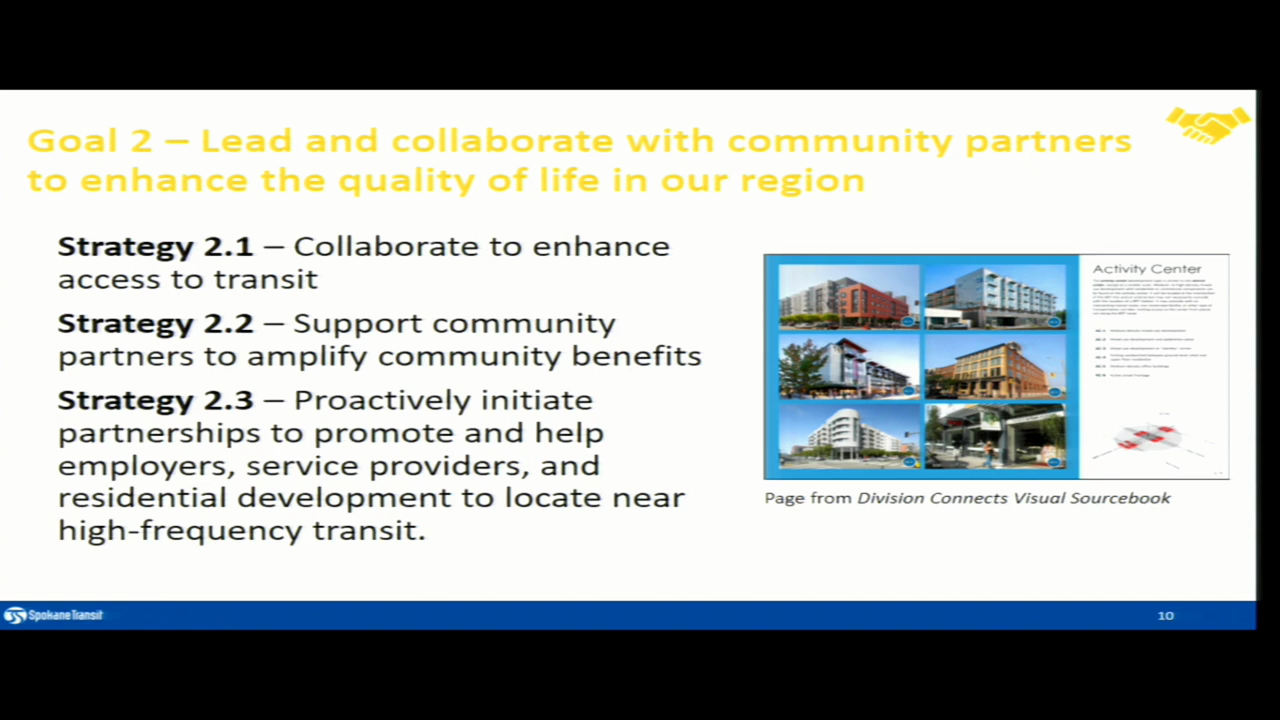 Goal 2 – Lead and collaborate with community partners
to enhance the quality of life in our region
Strategy 2.1 – Collaborate to enhance
access to transit
Strategy 2.2 – Support community
partners to amplify community benefits
Strategy 2.3 – Proactively initiate
partnerships to promote and help
employers, service providers, and
residential development to locate near
high-frequency transit.
Activity Center
Page from Division Connects Visual Sourcebook
SpokaneTransit
10